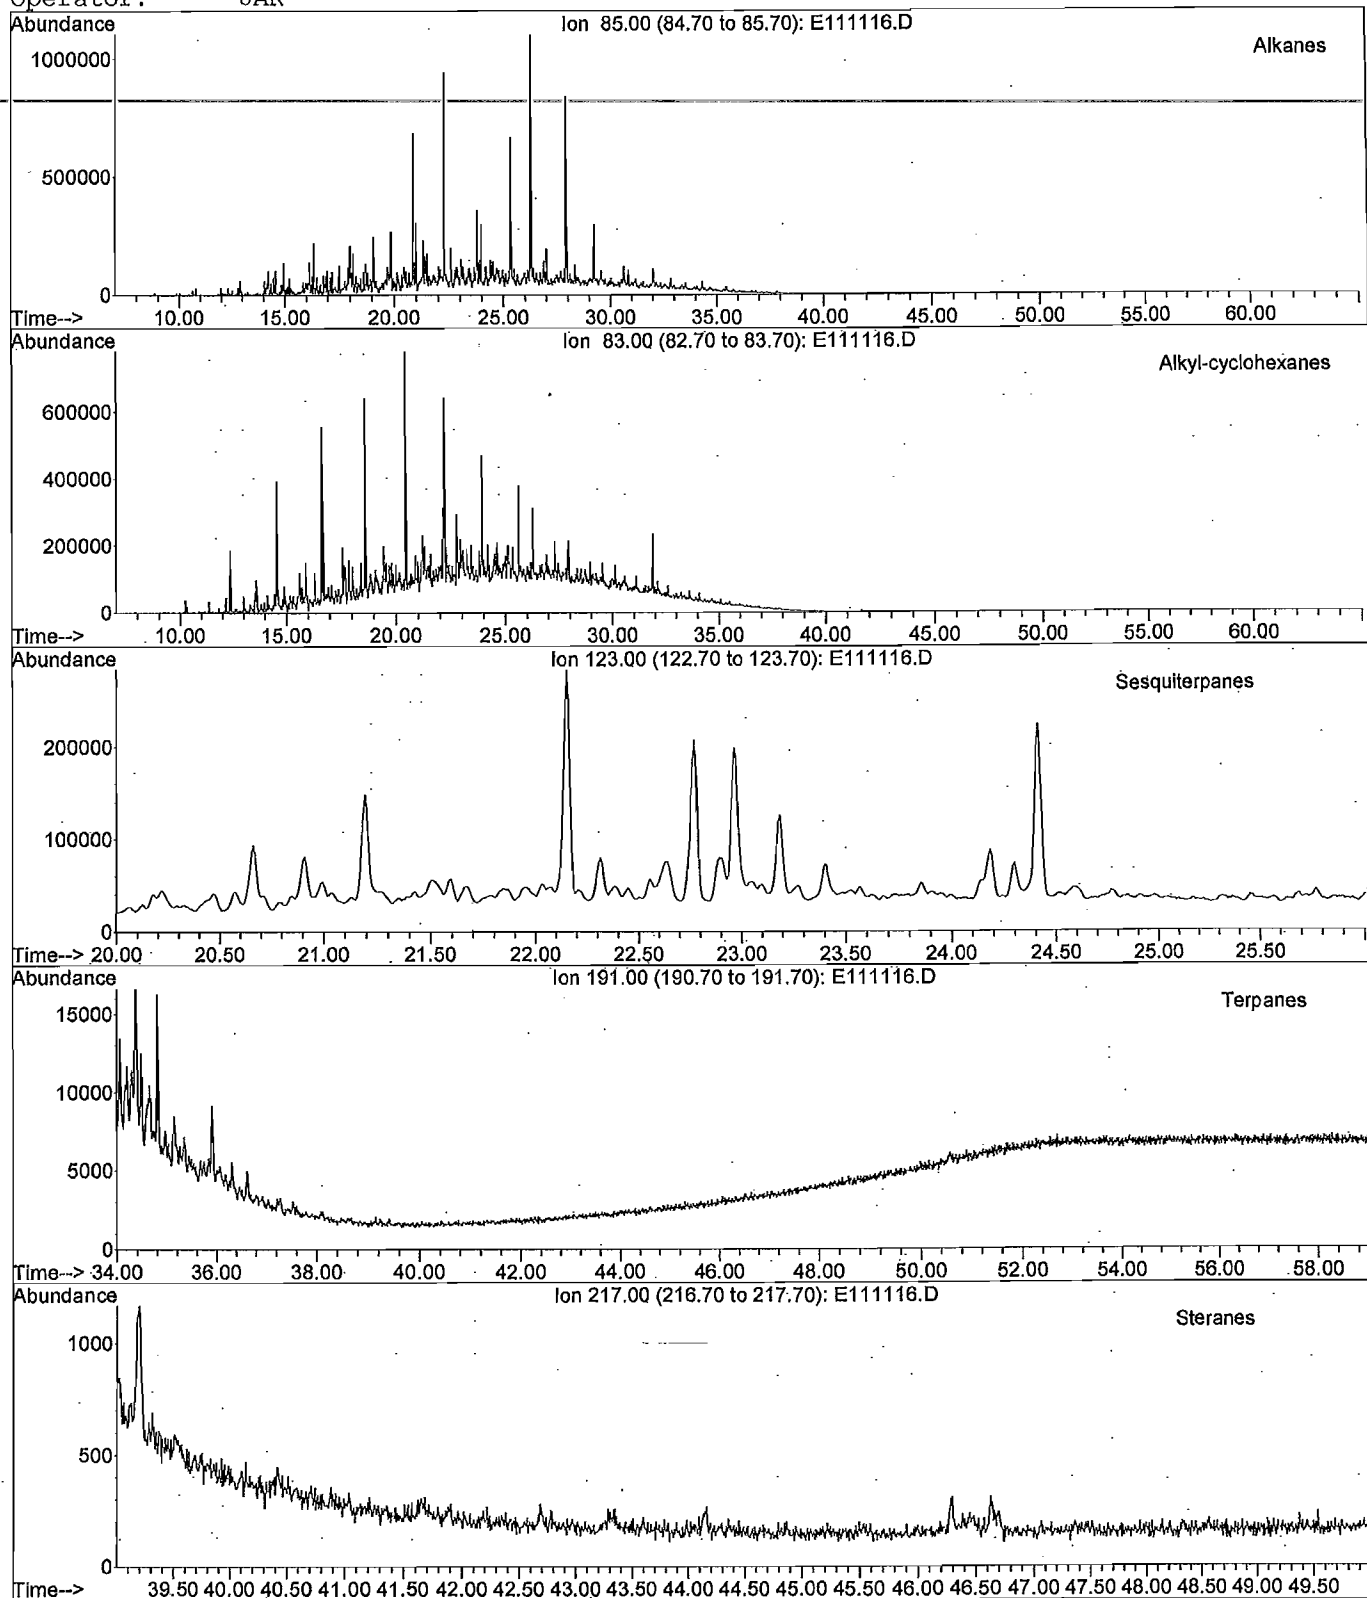 Operator: JAR
Abundance Ion 85.00 (84.70 to 85.70): E111116.D
Alkanes
1000000
500000
0
Time--> 10.00 15.00 20.00 25.00 30.00 35.00 40.00 45.00 50.00 55.00 60.00
Abundance Ion 83.00 (82.70 to 83.70): E111116.D
Alkyl-cyclohexanes
600000
400000
200000
0
Time--> 10.00 15.00 20.00 25.00 30.00 35.00 40.00 45.00 50.00 55.00 60.00
Abundance Ion 123.00 (122.70 to 123.70): E111116.D
Sesquiterpanes
200000
100000
0
Time--> 20.00 20.50 21.00 21.50 22.00 22.50 23.00 23.50 24.00 24.50 25.00 25.50
Abundance Ion 191.00 (190.70 to 191.70): E111116.D
Terpanes
15000
10000
5000
0
Time--> 34.00 36.00 38.00 40.00 42.00 44.00 46.00 48.00 50.00 52.00 54.00 56.00 58.00
Abundance Ion 217.00 (216.70 to 217.70): E111116.D
Steranes
1000
500
0
Time--> 39.50 40.00 40.50 41.00 41.50 42.00 42.50 43.00 43.50 44.00 44.50 45.00 45.50 46.00 46.50 47.00 47.50 48.00 48.50 49.00 49.50